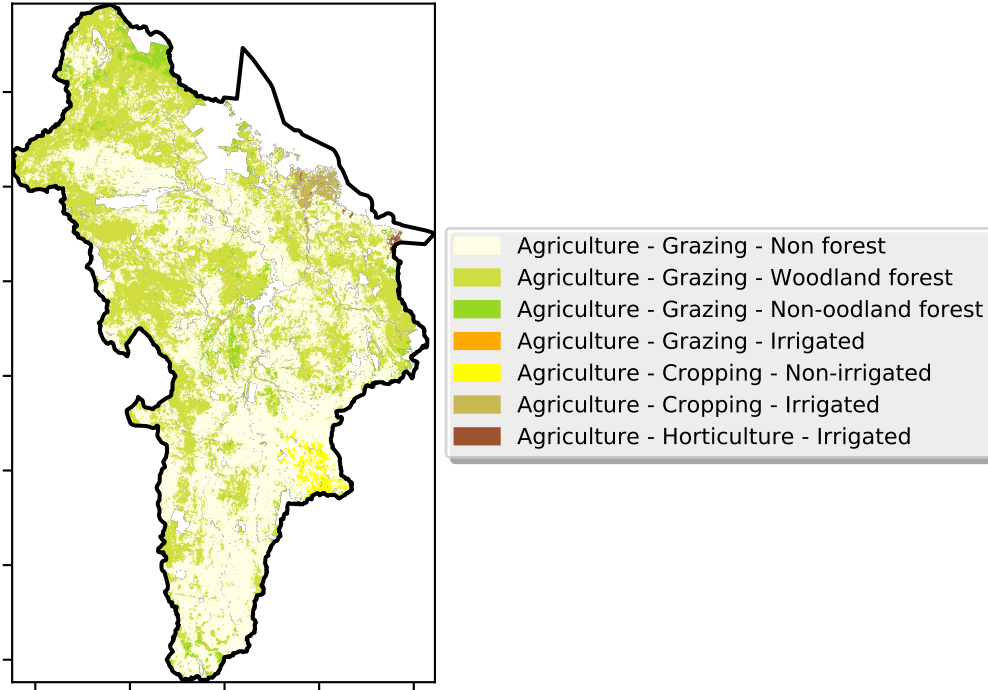 Agriculture - Grazing - Non forest
Agriculture - Grazing - Woodland forest
Agriculture - Grazing - Non-oodland forest
Agriculture - Grazing - Irrigated
Agriculture - Cropping - Non-irrigated
Agriculture - Cropping - Irrigated
Agriculture - Horticulture - Irrigated